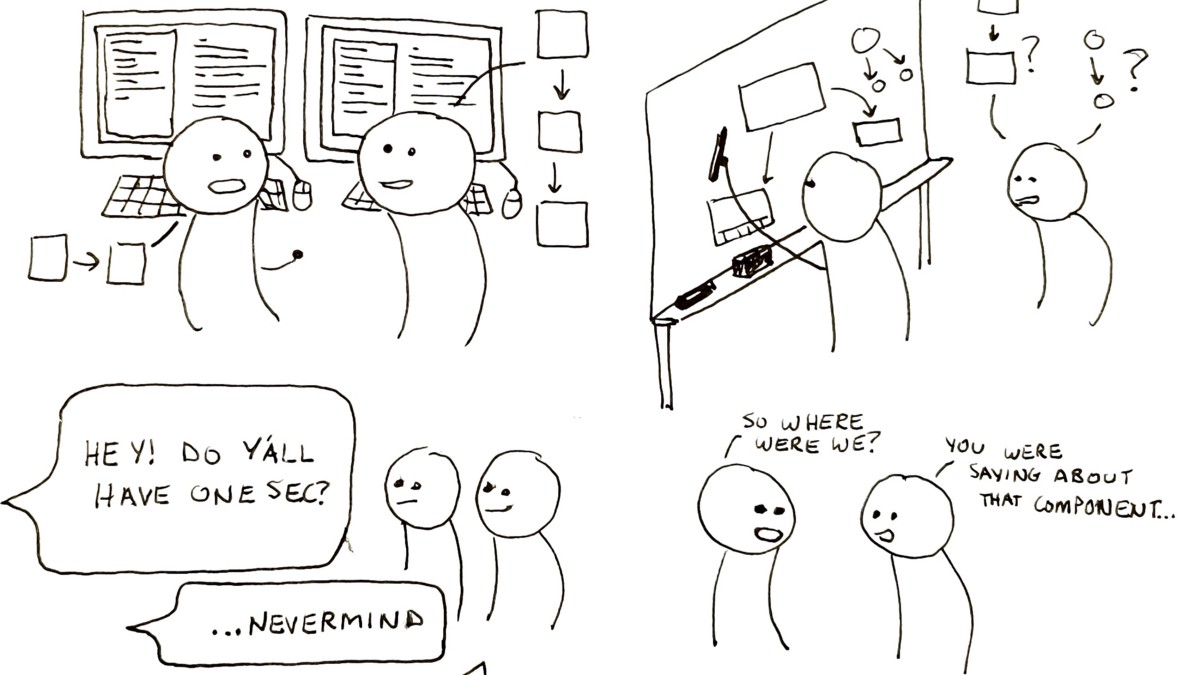 ?
?
HEY! DO Y'ALL
HAVE ONE SEC?
...NEVERMIND
SO WHERE
WERE WE?
YOU WERE
SAYING ABOUT
THAT COMPONENT...